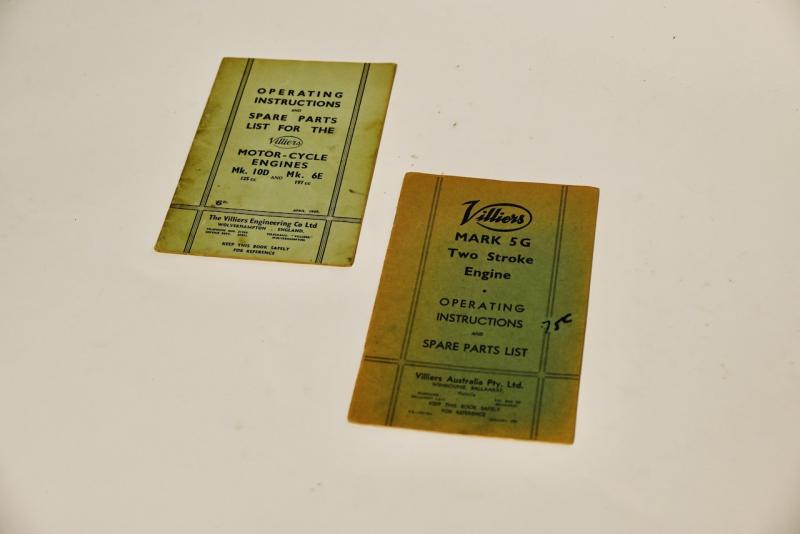 OPERATING
INSTRUCTIONS
AND
SPARE PARTS
LIST FOR THE
Villiers
MOTOR-CYCLE
ENGINES
Mk. 10D AND Mk. 6E
125 cc 197 cc
6D.
APRIL
The Villiers Engineering Co Ltd
WOLVERHAMPTON : ENGLAND.
KEEP THIS BOOK SAFELY
FOR REFERENCE
Villiers
MARK 5G
Two Stroke
Engine
OPERATING
INSTRUCTIONS
AND
SPARE PARTS LIST
Villiers Australia Pty. Ltd.
BALLAARAT,
KEEP THIS BOOK SAFELY
FOR REFERENCE